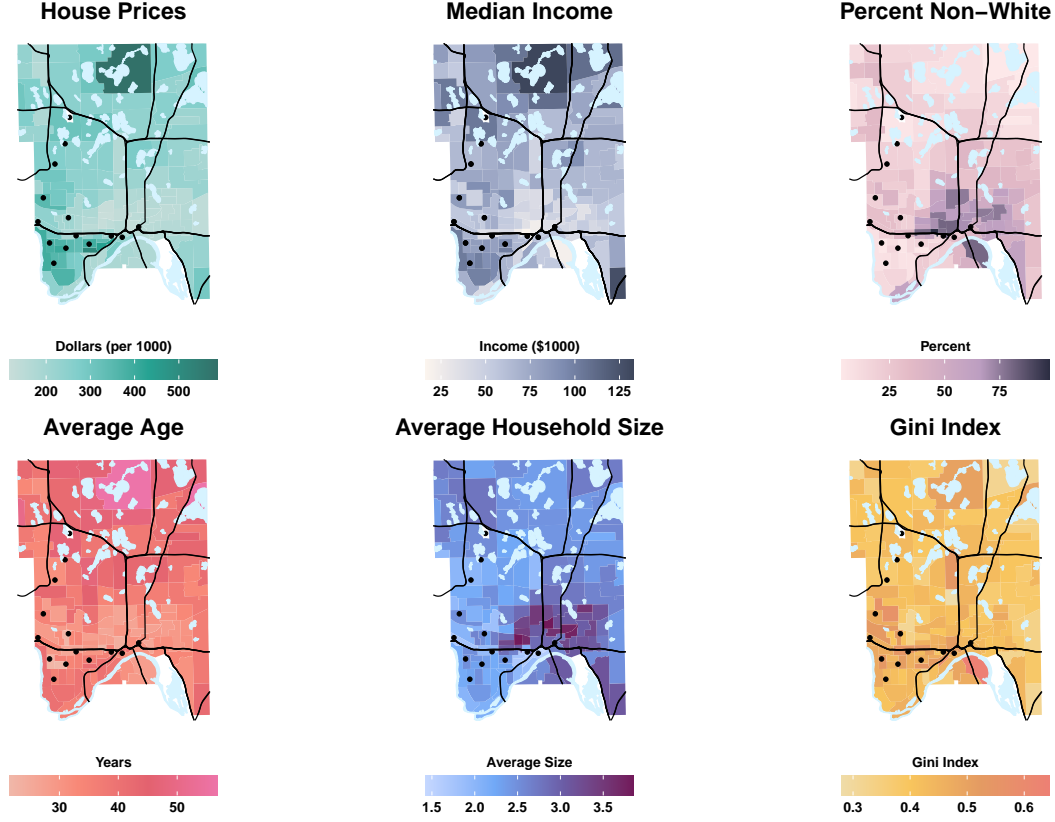 House Prices
Median Income
Percent Non−White
Dollars (per 1000)
200 300 400 500
Income ($1000)
25 50 75 100 125
Percent
25 50 75
Average Age
Average Household Size
Gini Index
Years
30 40 50
Average Size
1.5 2.0 2.5 3.0 3.5
Gini Index
0.3 0.4 0.5 0.6